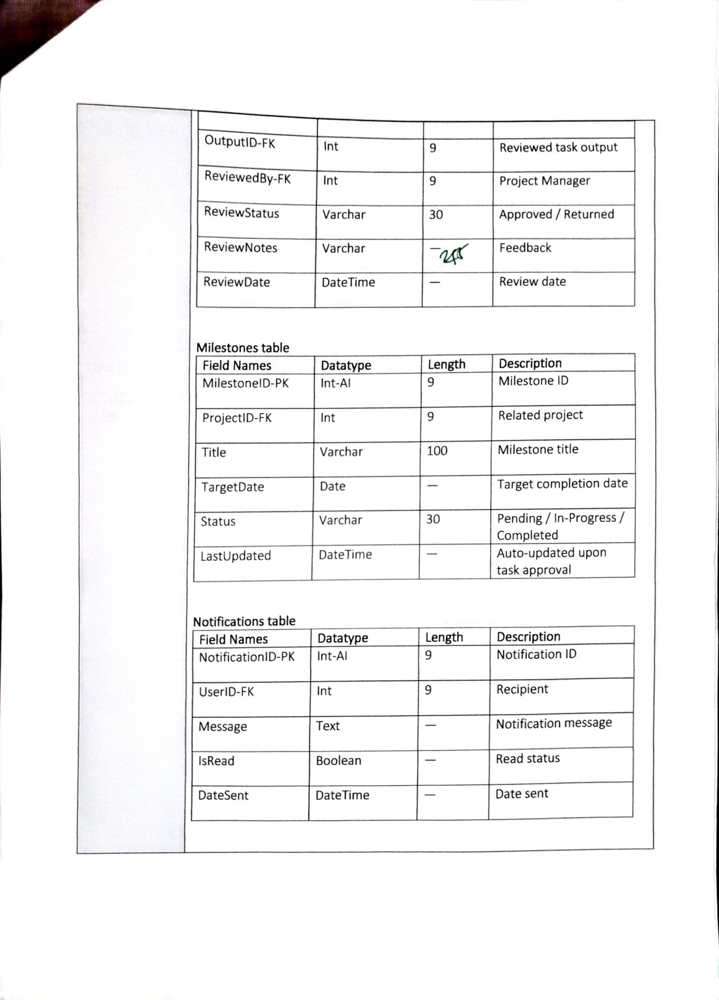 OutputID-FK Int 9 Reviewed task output
ReviewedBy-FK Int 9 Project Manager
ReviewStatus Varchar 30 Approved / Returned
ReviewNotes Varchar — Feedback
ReviewDate DateTime — Review date
Milestones table
Field Names Datatype Length Description
MilestoneID-PK Int-AI 9 Milestone ID
ProjectID-FK Int 9 Related project
Title Varchar 100 Milestone title
TargetDate Date — Target completion date
Status Varchar 30 Pending / In-Progress /
Completed
LastUpdated DateTime — Auto-updated upon
task approval
Notifications table
Field Names Datatype Length Description
NotificationID-PK Int-AI 9 Notification ID
UserID-FK Int 9 Recipient
Message Text — Notification message
IsRead Boolean — Read status
DateSent DateTime — Date sent